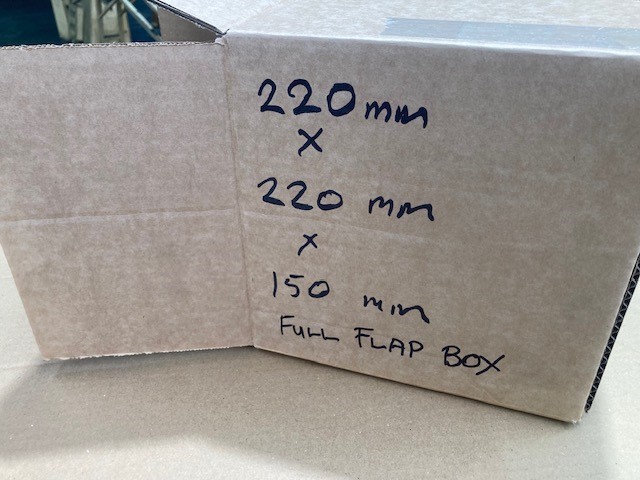 220mm
x
220 mm
x
150 mm
FULL FLAP BOX